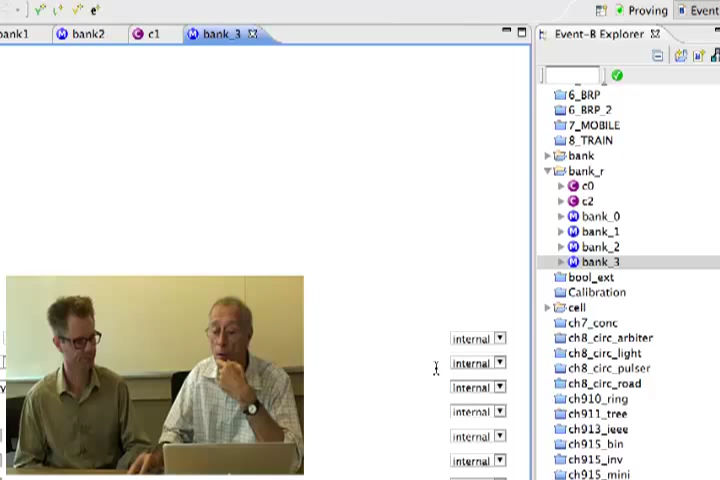 Proving
Event
bank1
bank2
c1
bank_3
Event-B Explorer
6_BRP
6_BRP_2
7_MOBILE
8_TRAIN
bank
bank_r
c0
c2
bank_0
bank_1
bank_2
bank_3
bool_ext
Calibration
cell
ch7_conc
ch8_circ_arbiter
ch8_circ_light
ch8_circ_pulser
ch8_circ_road
ch910_ring
ch911_tree
ch913_ieee
ch915_bin
ch915_inv
ch915_mini
internal
internal
internal
internal
internal
internal